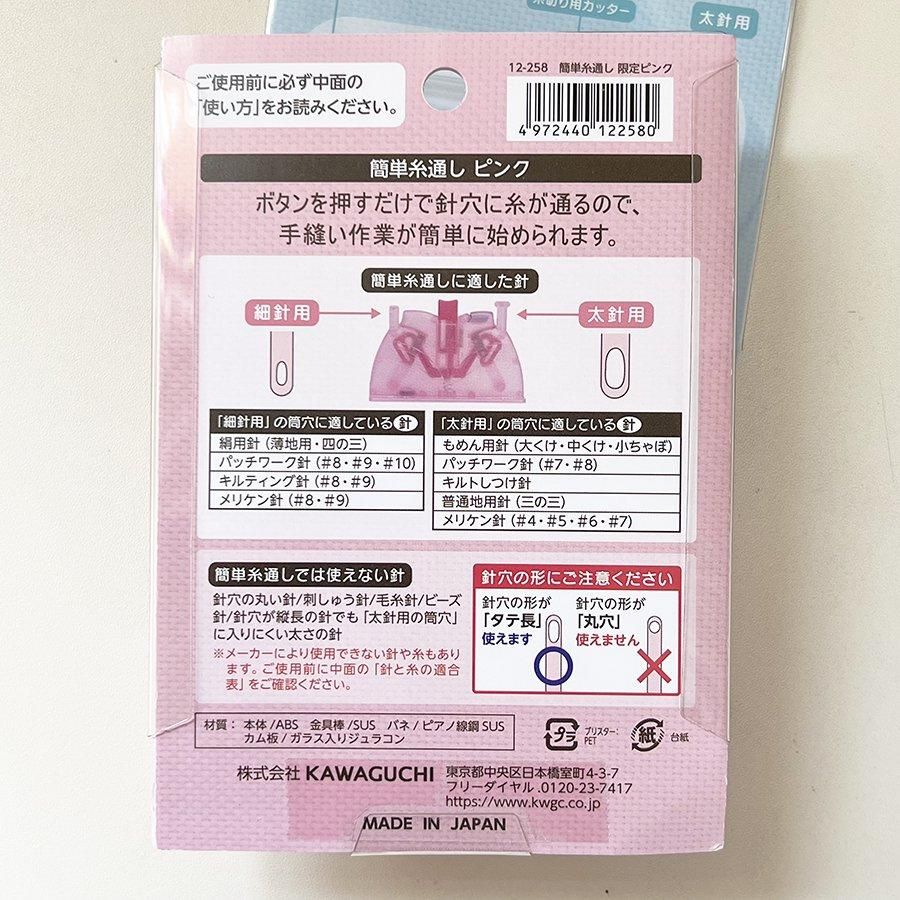 糸切り用カッター
太針用
ご使用前に必ず中面の
「使い方」をお読みください。
12-258 簡単糸通し 限定ピンク
4 972440 122580
簡単糸通し ピンク
ボタンを押すだけで針穴に糸が通るので、
手縫い作業が簡単に始められます。
簡単糸通しに適した針
細針用
太針用
「細針用」の筒穴に適している針
絹用針（薄地用・四の三）
パッチワーク針（#8・#9・#10）
キルティング針（#8・#9）
メリケン針（#8・#9）
「太針用」の筒穴に適している針
もめん用針（大くけ・中くけ・小ちゃぼ）
パッチワーク針（#7・#8）
キルトしつけ針
普通地用針（三の三）
メリケン針（#4・#5・#6・#7）
簡単糸通しでは使えない針
針穴の丸い針/刺しゅう針/毛糸針/ビーズ
針/針穴が縦長の針でも「太針用の筒穴」
に入りにくい太さの針
※メーカーにより使用できない針や糸もあり
ます。ご使用前に中面の「針と糸の適合
表」をご確認ください。
針穴の形にご注意ください
針穴の形が
「タテ長」
使えます
針穴の形が
「丸穴」
使えません
材質： 本体/ABS 金具棒/SUS バネ/ピアノ線鋼SUS
カム板/ガラス入りジュラコン
プラ
ブリスター:
PET
紙
台紙
株式会社 KAWAGUCHI
東京都中央区日本橋室町4-3-7
フリーダイヤル.0120-23-7417
https://www.kwgc.co.jp
MADE IN JAPAN